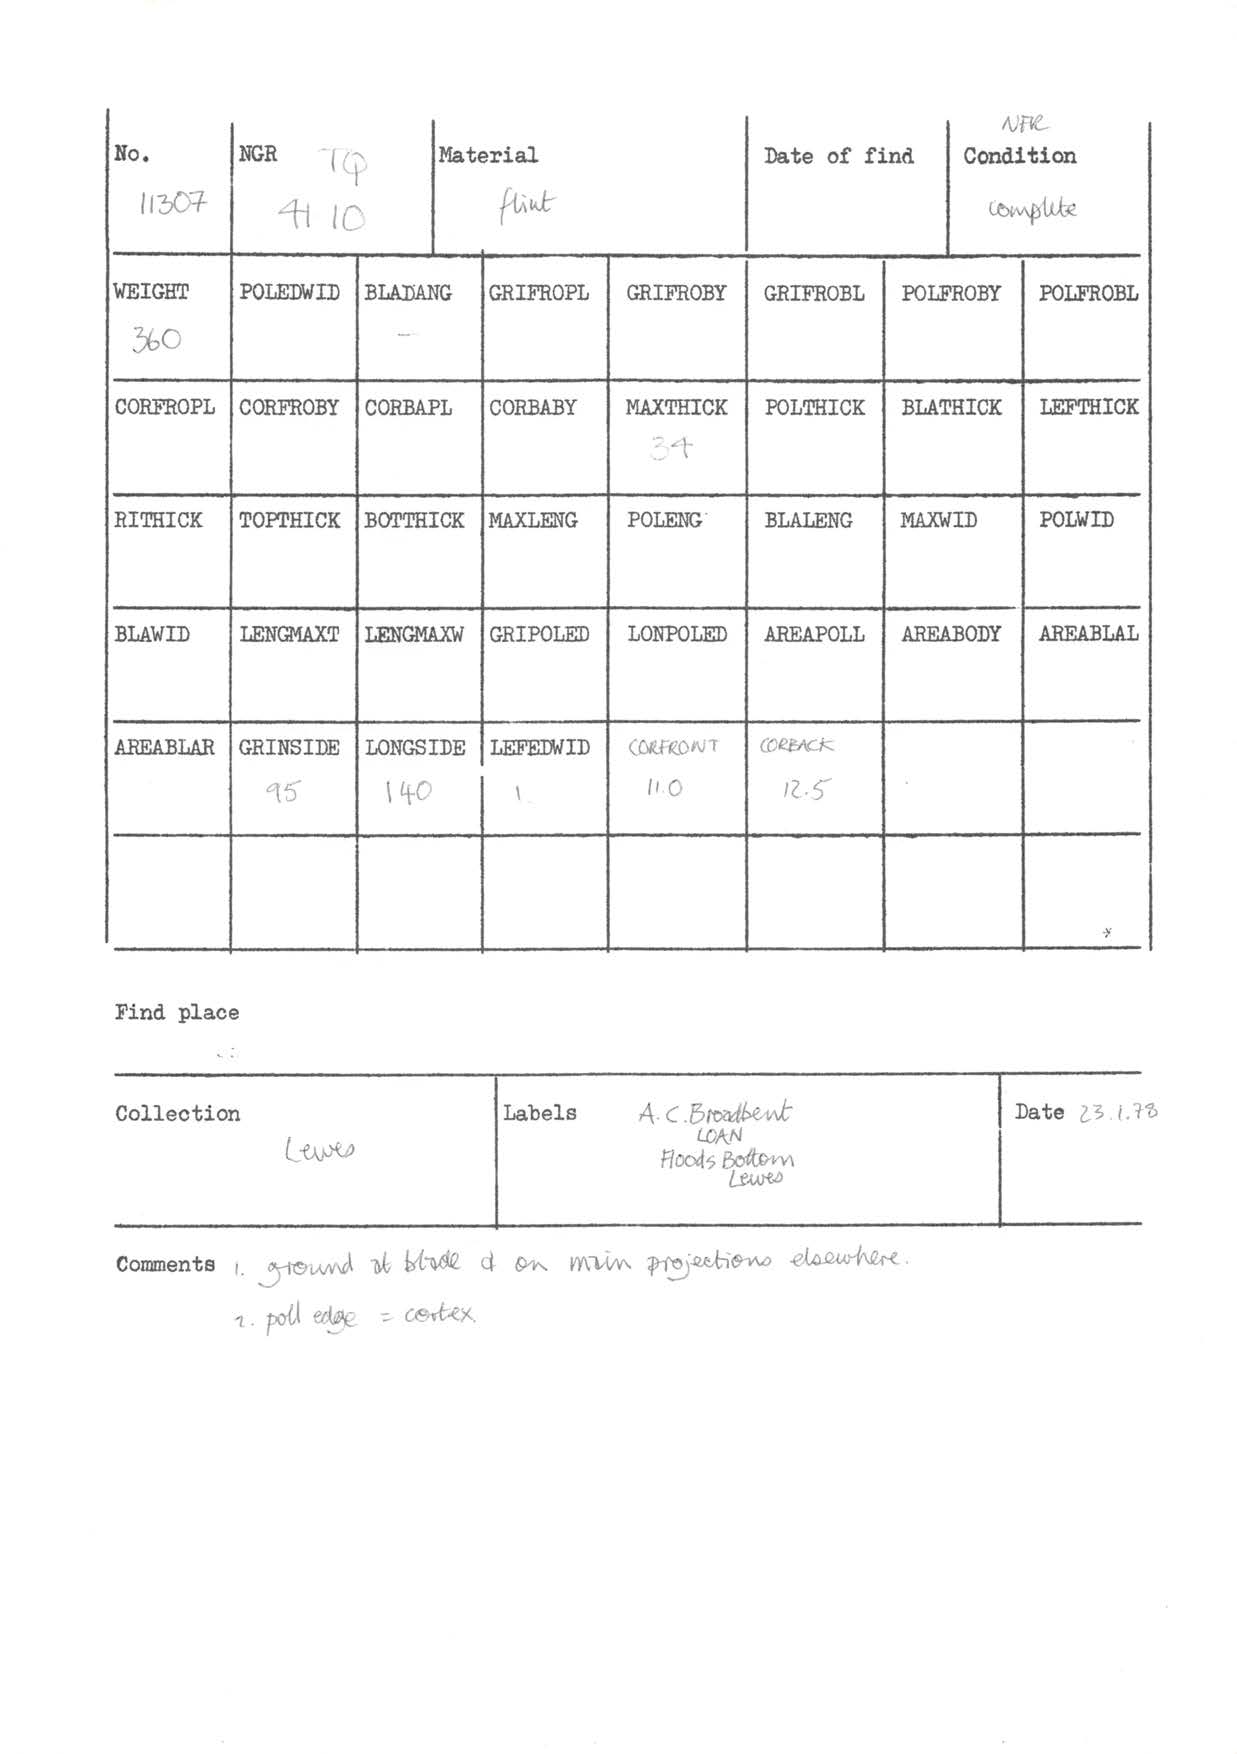 NFR
No. NGR TQ Material Date of find Condition
11307 41 10 flint complete
WEIGHT POLEDWID BLADANG GRIFROPL GRIFROBY GRIFROBL POLFROBY POLFROBL
360 –
CORFROPL CORFROBY CORBAPL CORBABY MAXTHICK POLTHICK BLATHICK LEFTHICK
34
RITHICK TOPTHICK BOTTHICK MAXLENG POLENG BLALENG MAXWID POLWID
BLAWID LENGMAXT LENGMAXW GRIPOLED LONPOLED AREAPOLL AREABODY AREABLAL
AREABLAR GRINSIDE LONGSIDE LEFEDWID CORFRONT CORBACK
95 140 1 11.0 12.5
Find place
Collection Labels A.C. Broadbent Date 23.1.78
LOAN
Lewes Hoods Bottom
Lewes
Comments 1. ground at blade & on main projections elsewhere.
2. poll edge = cortex.